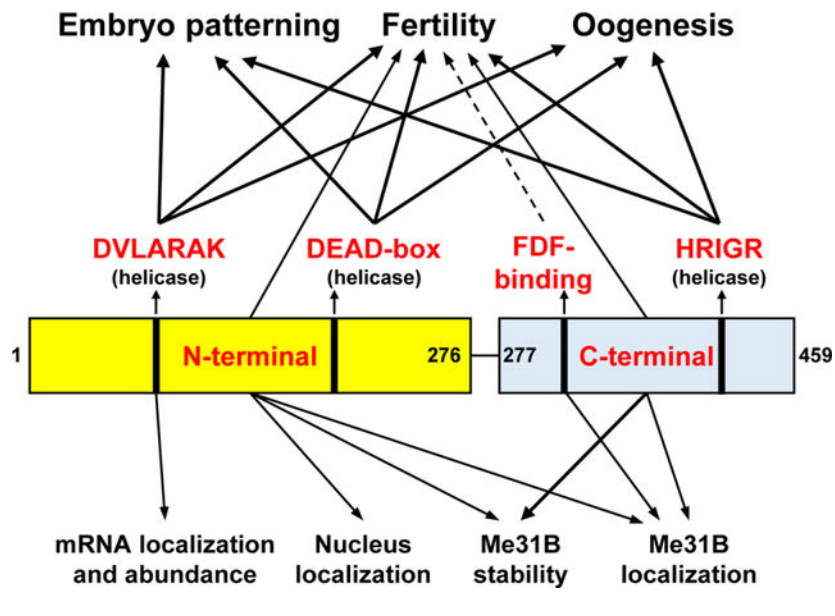 Embryo patterning Fertility Oogenesis
DVLARAK
(helicase)
DEAD-box
(helicase)
FDF-
binding
HRIGR
(helicase)
1 N-terminal 276 277 C-terminal 459
mRNA localization
and abundance
Nucleus
localization
Me31B
stability
Me31B
localization